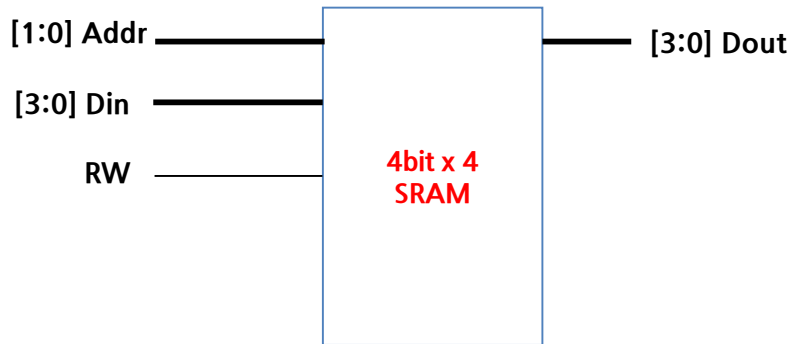 [1:0] Addr
[3:0] Dout
[3:0] Din
RW
4bit x 4
SRAM